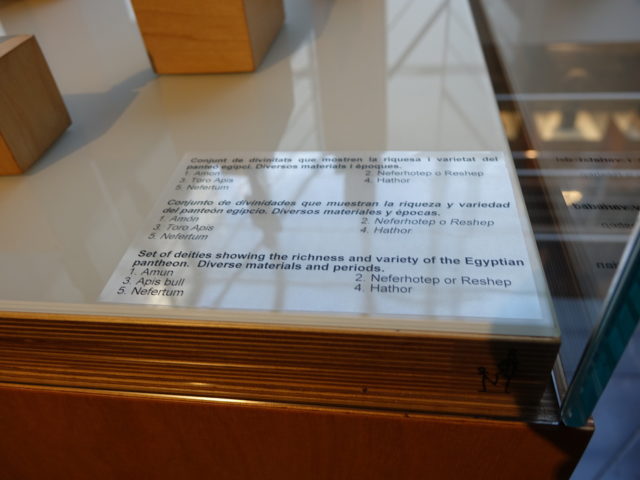 Conjunt de divinitats que mostren la riquesa i varietat del
panteó egipci. Diversos materials i èpoques.
1. Amon 2. Neferhotep o Reshep
3. Toro Apis 4. Hathor
5. Nefertum
Conjunto de divinidades que muestran la riqueza y variedad
del panteón egipcio. Diversos materiales y épocas.
1. Amón 2. Neferhotep o Reshep
3. Toro Apis 4. Hathor
5. Nefertum
Set of deities showing the richness and variety of the Egyptian
pantheon. Diverse materials and periods.
1. Amun 2. Neferhotep or Reshep
3. Apis bull 4. Hathor
5. Nefertum